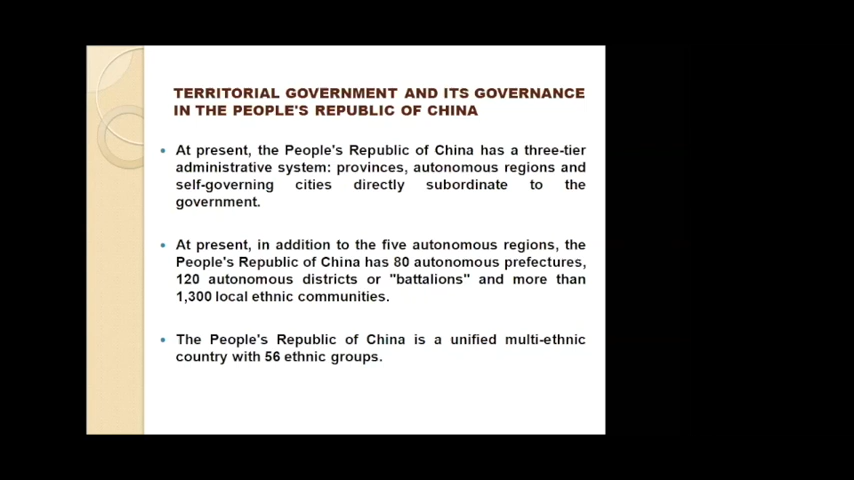 TERRITORIAL GOVERNMENT AND ITS GOVERNANCE
IN THE PEOPLE'S REPUBLIC OF CHINA
At present, the People's Republic of China has a three-tier
administrative system: provinces, autonomous regions and
self-governing cities directly subordinate to the
government.
At present, in addition to the five autonomous regions, the
People's Republic of China has 80 autonomous prefectures,
120 autonomous districts or "battalions" and more than
1,300 local ethnic communities.
The People's Republic of China is a unified multi-ethnic
country with 56 ethnic groups.